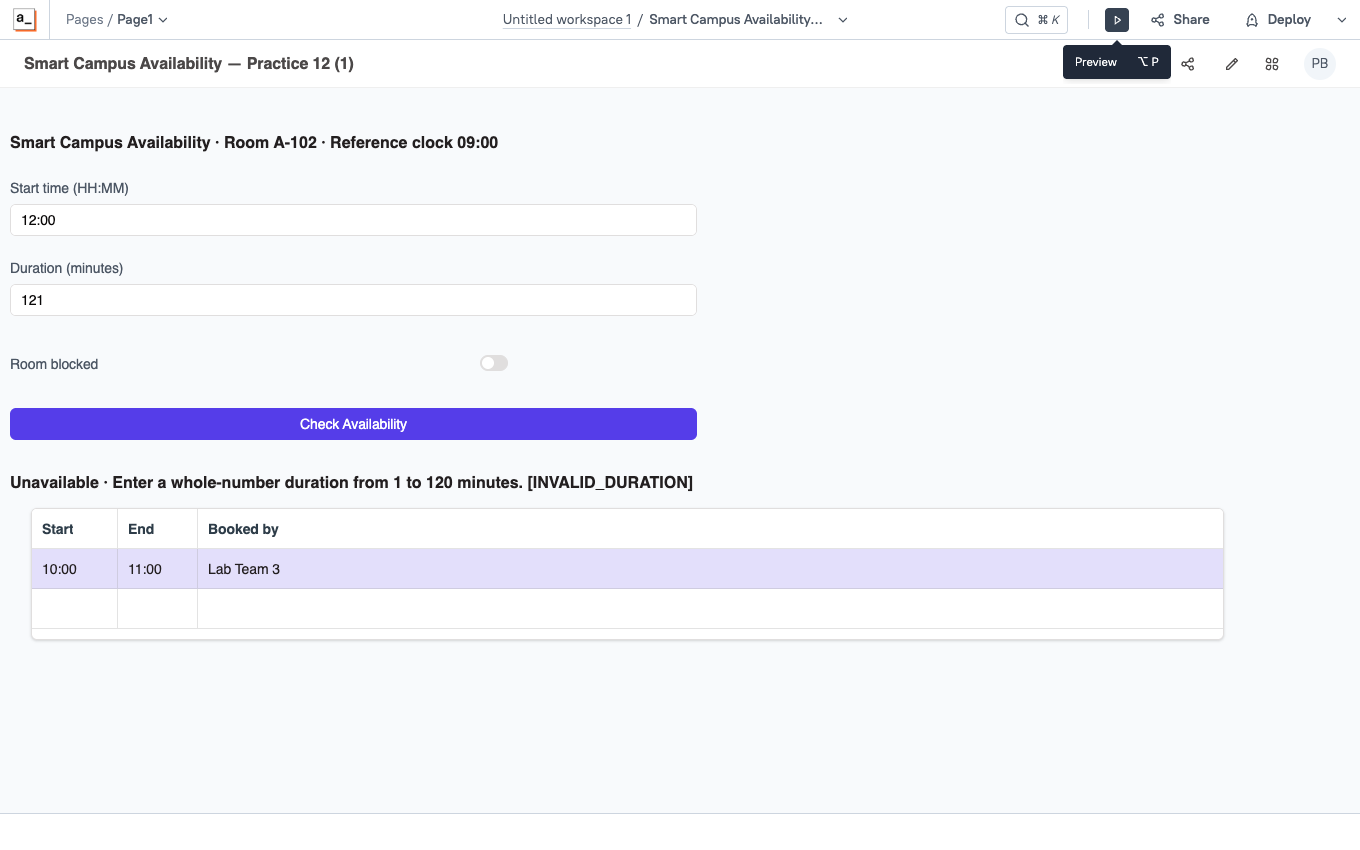 a_ Pages / Page1 Untitled workspace 1 / Smart Campus Availability... ⌘ K Share Deploy
Smart Campus Availability — Practice 12 (1) Preview ⌥ P PB
Smart Campus Availability · Room A-102 · Reference clock 09:00
Start time (HH:MM)
12:00
Duration (minutes)
121
Room blocked
Check Availability
Unavailable · Enter a whole-number duration from 1 to 120 minutes. [INVALID_DURATION]
Start End Booked by
10:00 11:00 Lab Team 3